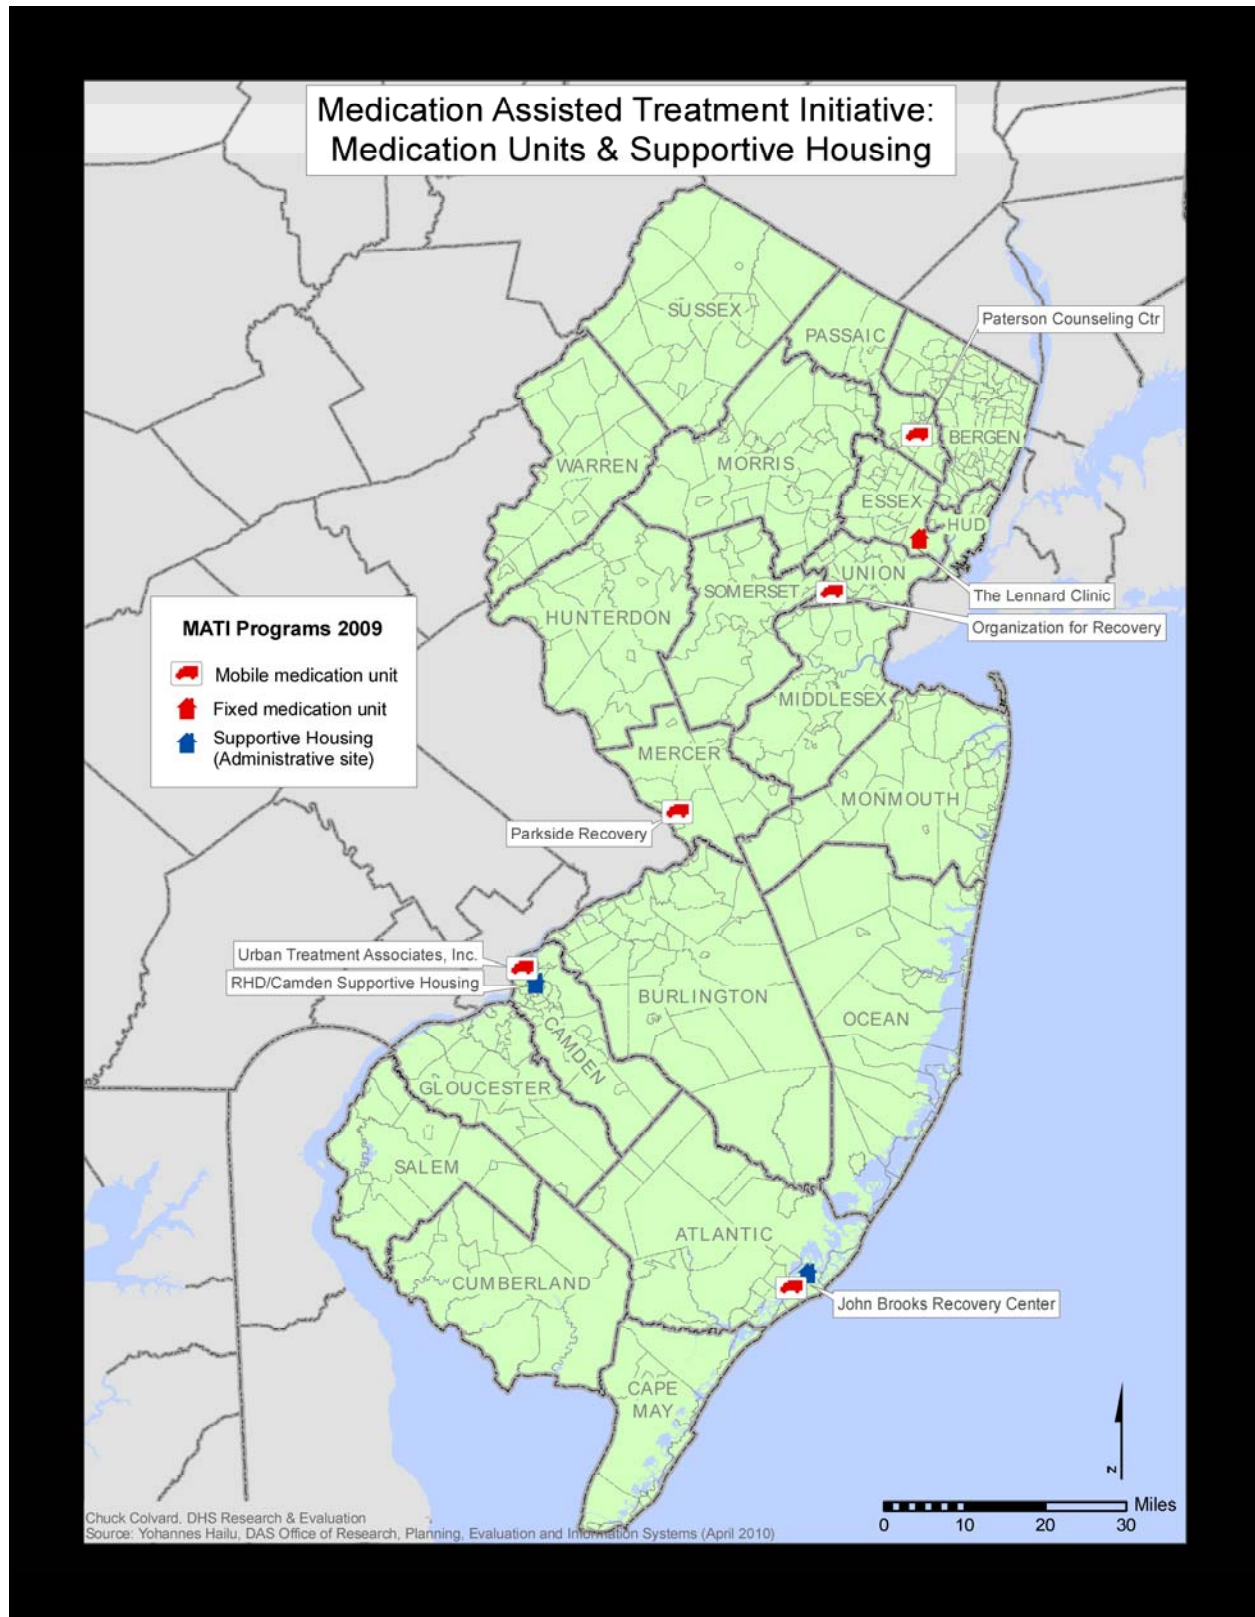 Medication Assisted Treatment Initiative:
Medication Units & Supportive Housing
SUSSEX
PASSAIC
Paterson Counseling Ctr
BERGEN
WARREN
MORRIS
ESSEX
HUD
UNION
The Lennard Clinic
SOMERSET
HUNTERDON
Organization for Recovery
MATI Programs 2009
Mobile medication unit
Fixed medication unit
Supportive Housing
(Administrative site)
MIDDLESEX
MERCER
MONMOUTH
Parkside Recovery
Urban Treatment Associates, Inc.
RHD/Camden Supportive Housing
BURLINGTON
OCEAN
CAMDEN
GLOUCESTER
SALEM
ATLANTIC
CUMBERLAND
John Brooks Recovery Center
CAPE
MAY
N
Miles
0 10 20 30
Chuck Colvard, DHS Research & Evaluation
Source: Yohannes Hailu, DAS Office of Research, Planning, Evaluation and Information Systems (April 2010)